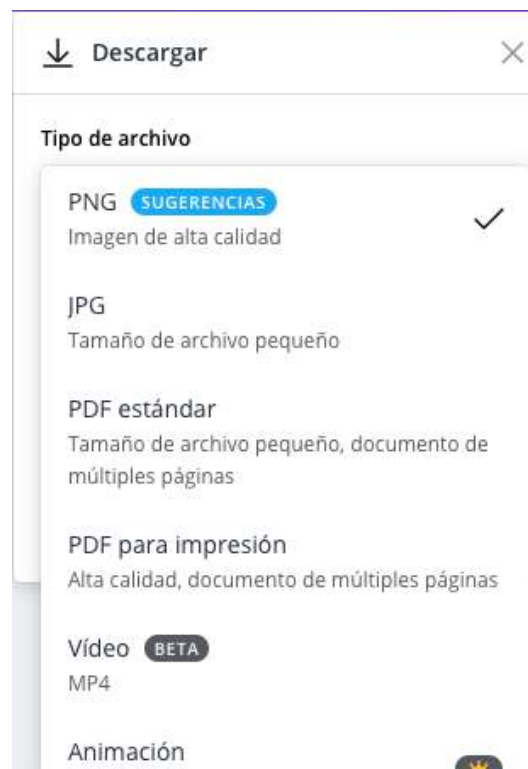 Descargar
Tipo de archivo
PNG SUGERENCIAS
Imagen de alta calidad
JPG
Tamaño de archivo pequeño
PDF estándar
Tamaño de archivo pequeño, documento de
múltiples páginas
PDF para impresión
Alta calidad, documento de múltiples páginas
Vídeo BETA
MP4
Animación